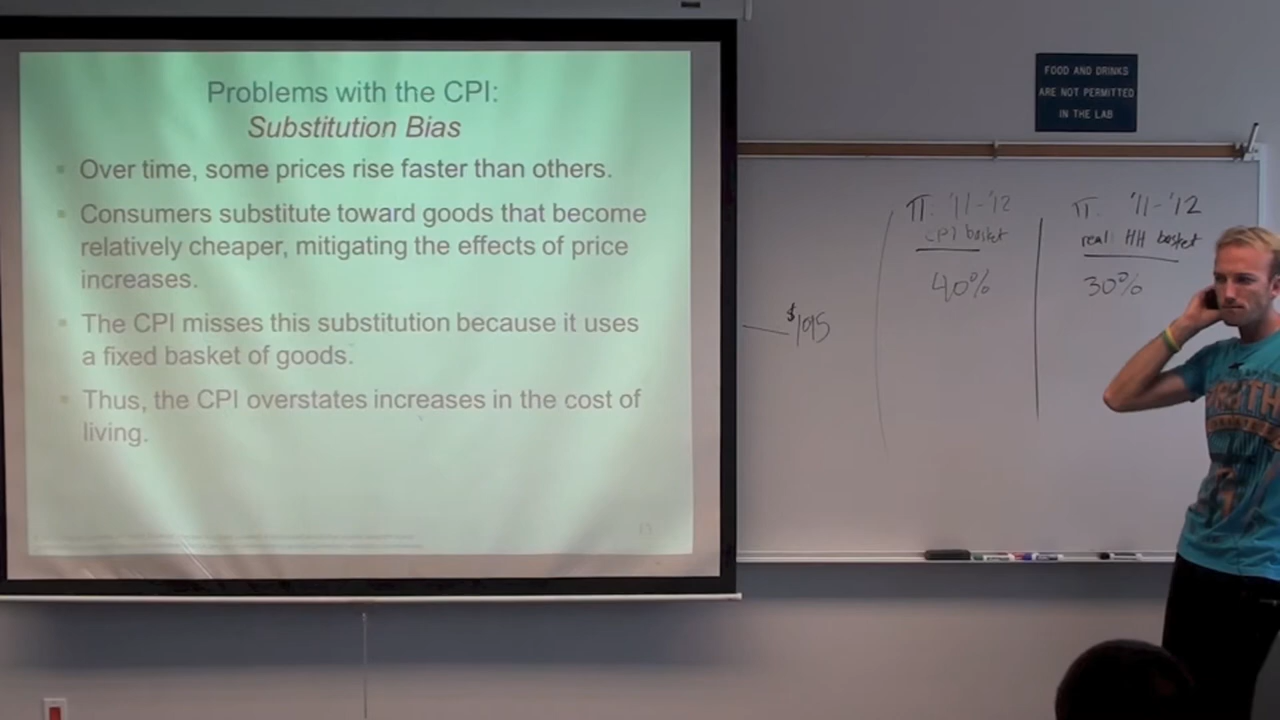 Problems with the CPI:
Substitution Bias
Over time, some prices rise faster than others.
Consumers substitute toward goods that become
relatively cheaper, mitigating the effects of price
increases.
The CPI misses this substitution because it uses
a fixed basket of goods.
Thus, the CPI overstates increases in the cost of
living.
13
FOOD AND DRINKS
ARE NOT PERMITTED
IN THE LAB
π: '11-'12
CPI basket
40%
π: '11-'12
real: HH basket
30%
$1095